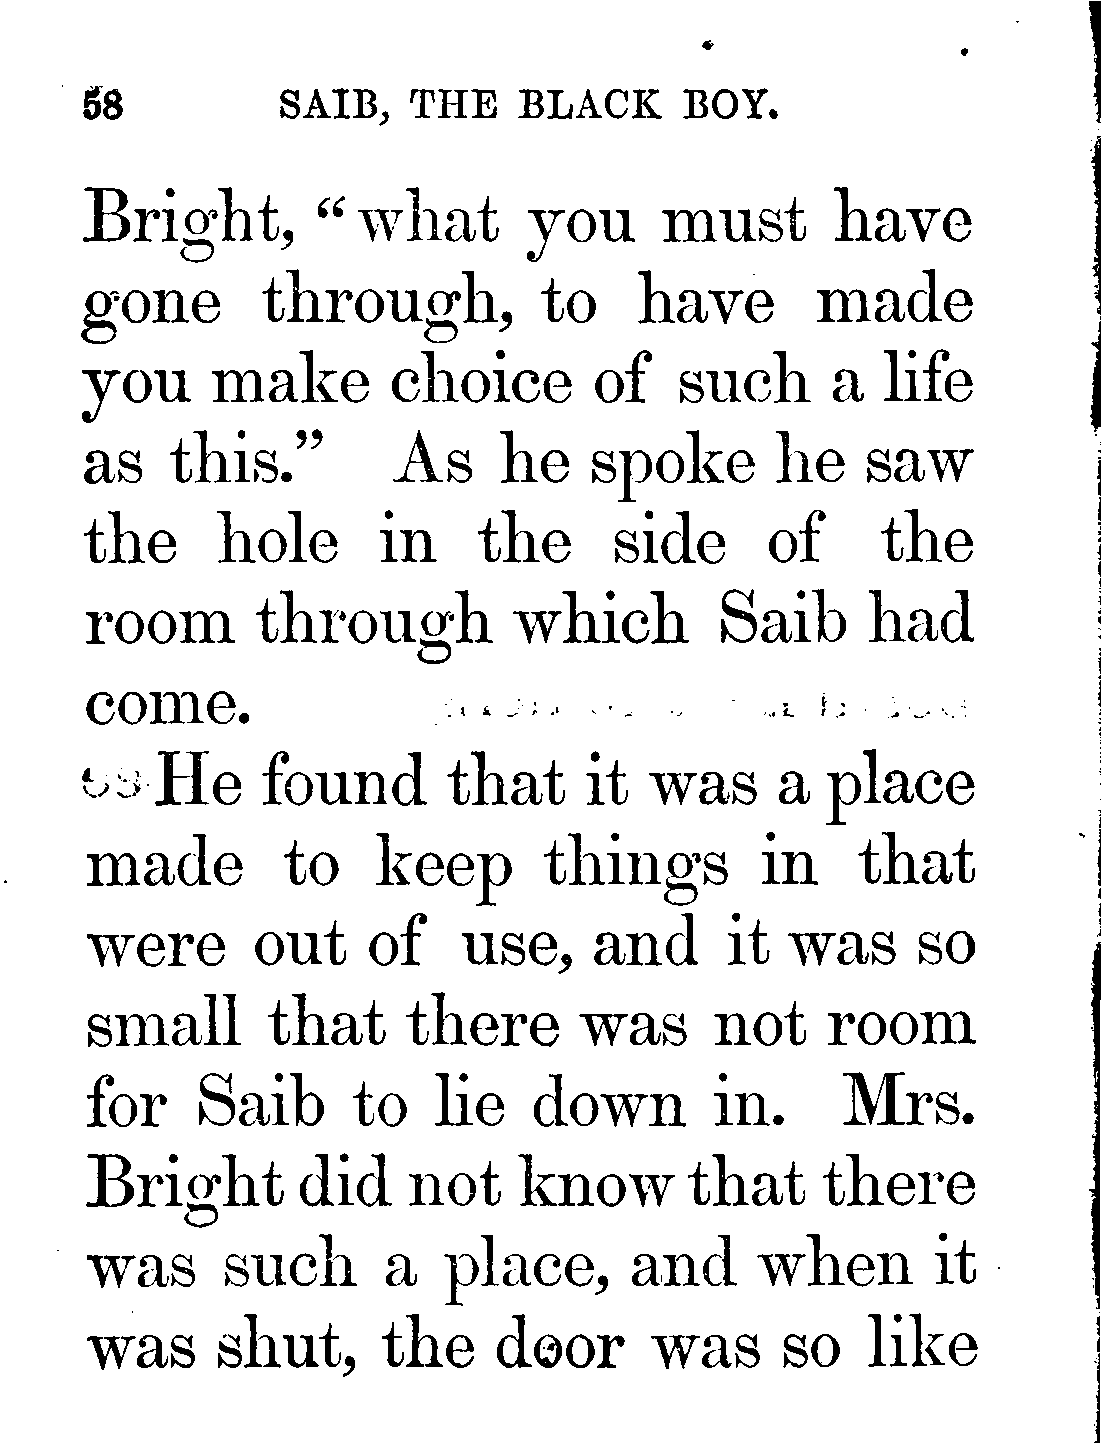 58 SAIB, THE BLACK BOY.
Bright, “what you must have
gone through, to have made
you make choice of such a life
as this.” As he spoke he saw
the hole in the side of the
room through which Saib had
come.
He found that it was a place
made to keep things in that
were out of use, and it was so
small that there was not room
for Saib to lie down in. Mrs.
Bright did not know that there
was such a place, and when it
was shut, the door was so like